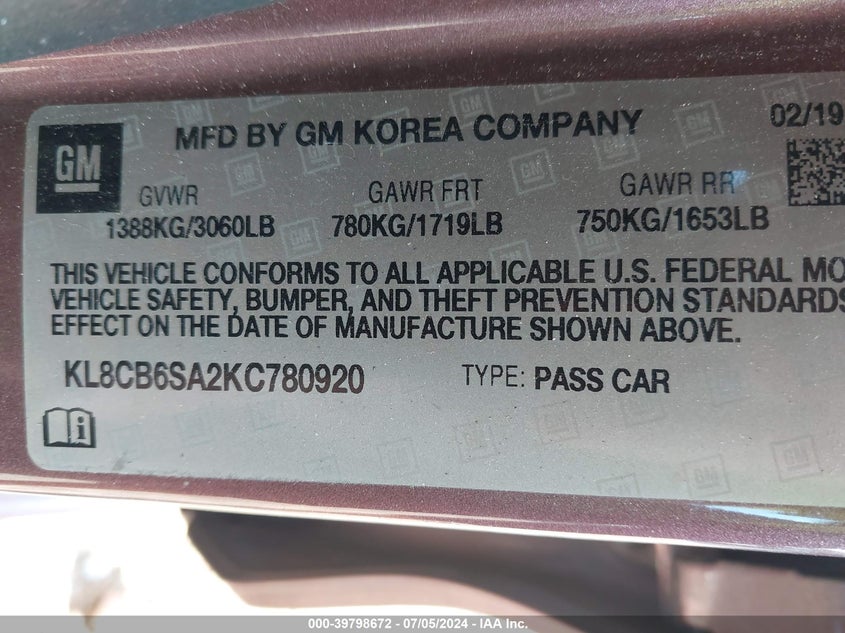 GM
MFD BY GM KOREA COMPANY 02/19
GVWR GAWR FRT GAWR RR
1388KG/3060LB 780KG/1719LB 750KG/1653LB
THIS VEHICLE CONFORMS TO ALL APPLICABLE U.S. FEDERAL MO
VEHICLE SAFETY, BUMPER, AND THEFT PREVENTION STANDARDS
EFFECT ON THE DATE OF MANUFACTURE SHOWN ABOVE.
KL8CB6SA2KC780920 TYPE: PASS CAR
000-39798672 - 07/05/2024 - IAA Inc.